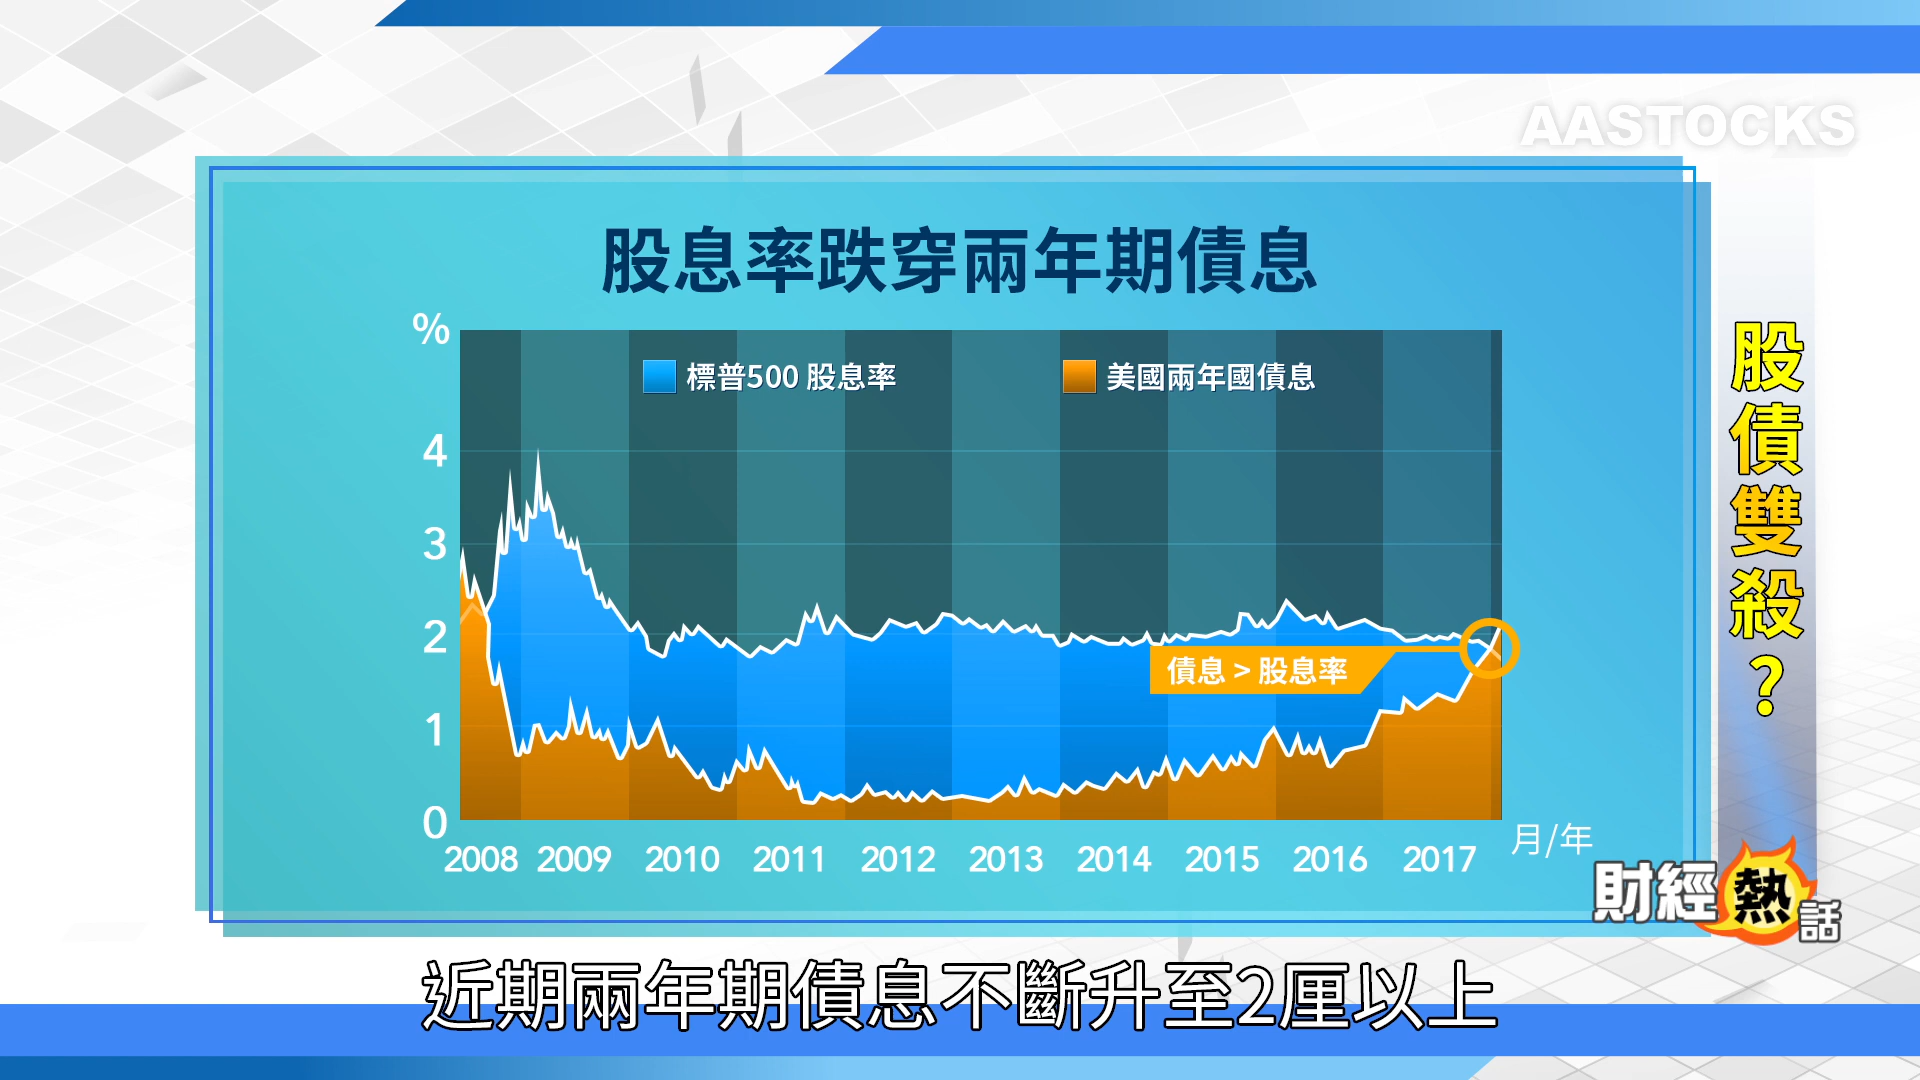 AASTOCKS
股息率跌穿兩年期債息
%
標普500 股息率
美國兩年國債息
4
3
2
1
0
債息 > 股息率
2008 2009 2010 2011 2012 2013 2014 2015 2016 2017
月/年
股債雙殺?
財經熱話
近期兩年期債息不斷升至2厘以上